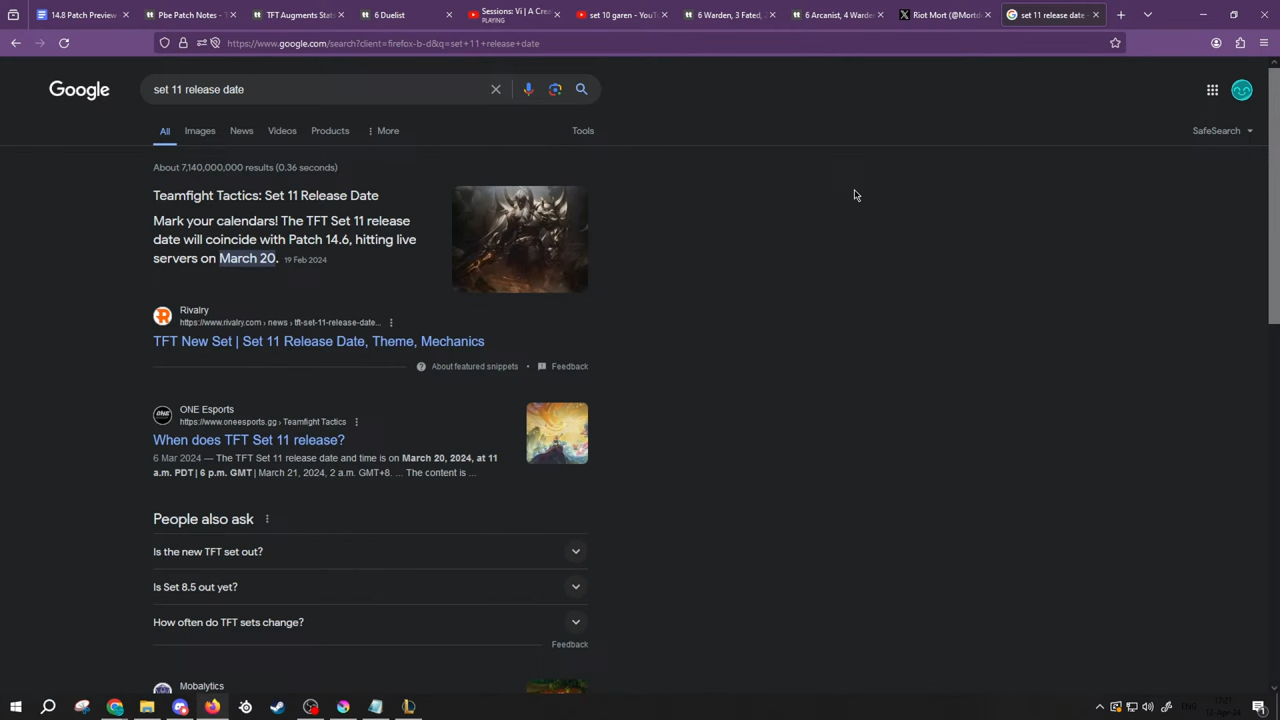 14.8 Patch Preview
Pbe Patch Notes - T
TFT Augments Stats
6 Duelist
Sessions: Vi | A Crea
PLAYING
set 10 garen - YouT
6 Warden, 3 Fated, 2
6 Arcanist, 4 Warde
Riot Mort (@Mortd
set 11 release date -
https://www.google.com/search?client=firefox-b-d&q=set+11+release+date
Google
set 11 release date
All
Images
News
Videos
Products
More
Tools
SafeSearch
About 7,140,000,000 results (0.36 seconds)
Teamfight Tactics: Set 11 Release Date
Mark your calendars! The TFT Set 11 release
date will coincide with Patch 14.6, hitting live
servers on March 20. 19 Feb 2024
Rivalry
https://www.rivalry.com › news › tft-set-11-release-date...
TFT New Set | Set 11 Release Date, Theme, Mechanics
About featured snippets • Feedback
ONE Esports
https://www.oneesports.gg › Teamfight Tactics
When does TFT Set 11 release?
6 Mar 2024 — The TFT Set 11 release date and time is on March 20, 2024, at 11
a.m. PDT | 6 p.m. GMT | March 21, 2024, 2 a.m. GMT+8. ... The content is ...
People also ask
Is the new TFT set out?
Is Set 8.5 out yet?
How often do TFT sets change?
Feedback
Mobalytics
ENG
17:21